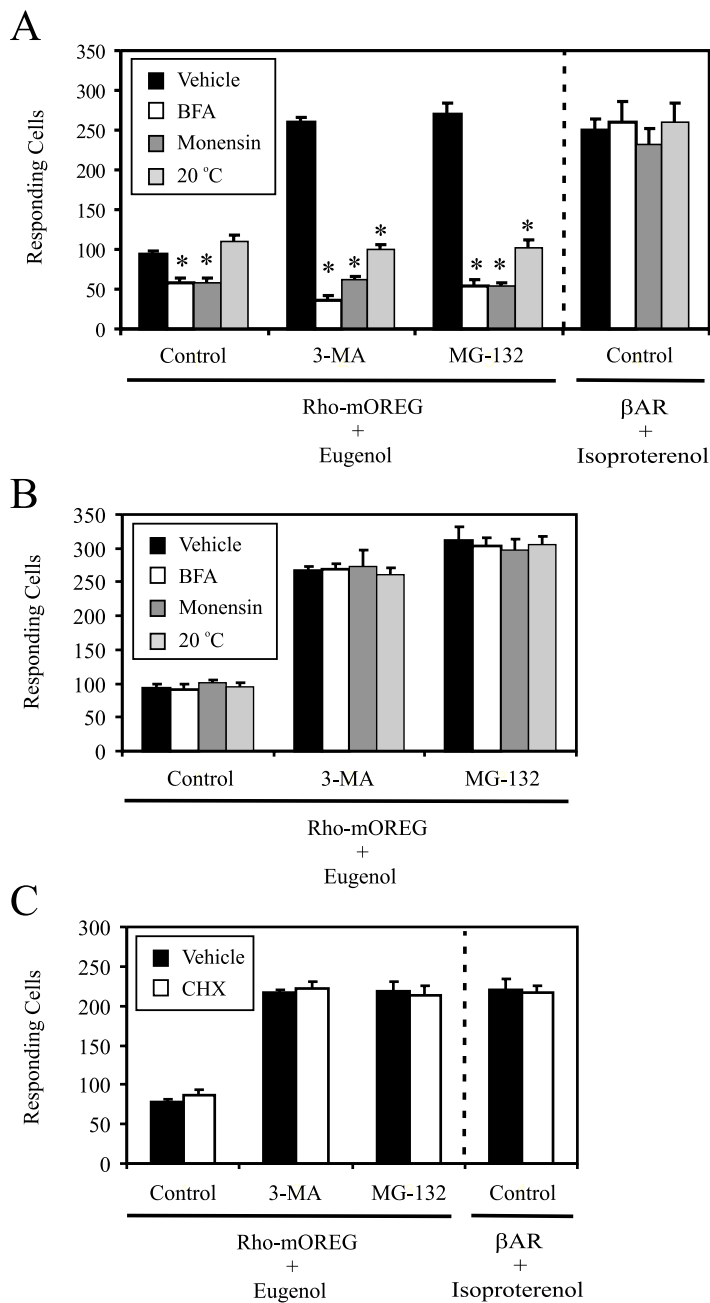 A
350
300
250
200
150
100
50
0
Responding Cells
Vehicle
BFA
Monensin
20 °C
* *
* * *
* * *
Control 3-MA MG-132 Control
Rho-mOREG
+
Eugenol
βAR
+
Isoproterenol
B
350
300
250
200
150
100
50
0
Responding Cells
Vehicle
BFA
Monensin
20 °C
Control 3-MA MG-132
Rho-mOREG
+
Eugenol
C
300
250
200
150
100
50
0
Responding Cells
Vehicle
CHX
Control 3-MA MG-132 Control
Rho-mOREG
+
Eugenol
βAR
+
Isoproterenol